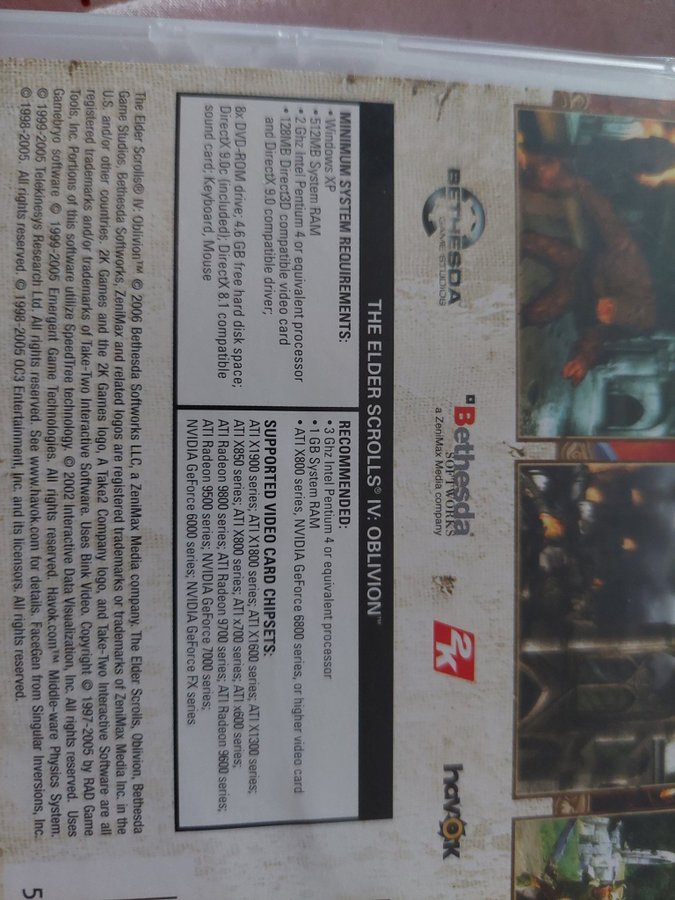 BETHESDA
GAME STUDIOS
Bethesda
SOFTWORKS
a ZeniMax Media company
2K
havok
THE ELDER SCROLLS® IV: OBLIVION™
MINIMUM SYSTEM REQUIREMENTS:
• Windows XP
• 512MB System RAM
• 2 Ghz Intel Pentium 4 or equivalent processor
• 128MB Direct3D compatible video card
and DirectX 9.0 compatible driver;
8x DVD-ROM drive; 4.6 GB free hard disk space;
DirectX 9.0c (included), DirectX 8.1 compatible
sound card; Keyboard, Mouse
RECOMMENDED:
• 3 Ghz Intel Pentium 4 or equivalent processor
• 1 GB System RAM
• ATI X800 series, NVIDIA GeForce 6800 series, or higher video card
SUPPORTED VIDEO CARD CHIPSETS:
ATI X1900 series; ATI X1800 series; ATI X1600 series; ATI X1300 series;
ATI X850 series; ATI X800 series; ATI x700 series; ATI x600 series;
ATI Radeon 9800 series; ATI Radeon 9700 series; ATI Radeon 9600 series;
ATI Radeon 9500 series; NVIDIA GeForce 7000 series;
NVIDIA GeForce 6000 series; NVIDIA GeForce FX series
The Elder Scrolls® IV: Oblivion™ © 2006 Bethesda Softworks LLC, a ZeniMax Media company. The Elder Scrolls, Oblivion, Bethesda
Game Studios, Bethesda Softworks, ZeniMax and related logos are registered trademarks or trademarks of ZeniMax Media Inc. in the
U.S. and/or other countries. 2K Games and the 2K Games logo, A Take2 Company logo, and Take-Two Interactive Software are all
registered trademarks and/or trademarks of Take-Two Interactive Software. Uses Bink Video. Copyright © 1997-2005 by RAD Game
Tools, Inc. Portions of this software utilize SpeedTree technology. © 2002 Interactive Data Visualization, Inc. All rights reserved. Uses
Gamebryo software © 1999-2005 Emergent Game Technologies. All rights reserved. Havok.com™ Middle-ware Physics System.
© 1999-2005 Telekinesys Research Ltd. All rights reserved. See www.havok.com for details. FaceGen from Singular Inversions, Inc.
© 1998-2005. All rights reserved. © 1998-2005 OC3 Entertainment, Inc. and its licensors. All rights reserved.
5